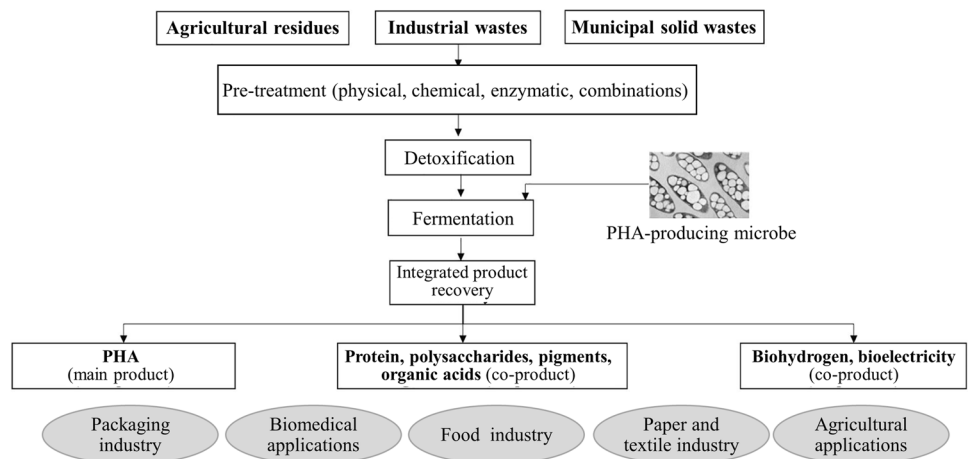 Agricultural residues
Industrial wastes
Municipal solid wastes
Pre-treatment (physical, chemical, enzymatic, combinations)
Detoxification
Fermentation
PHA-producing microbe
Integrated product
recovery
PHA
(main product)
Protein, polysaccharides, pigments,
organic acids (co-product)
Biohydrogen, bioelectricity
(co-product)
Packaging
industry
Biomedical
applications
Food industry
Paper and
textile industry
Agricultural
applications